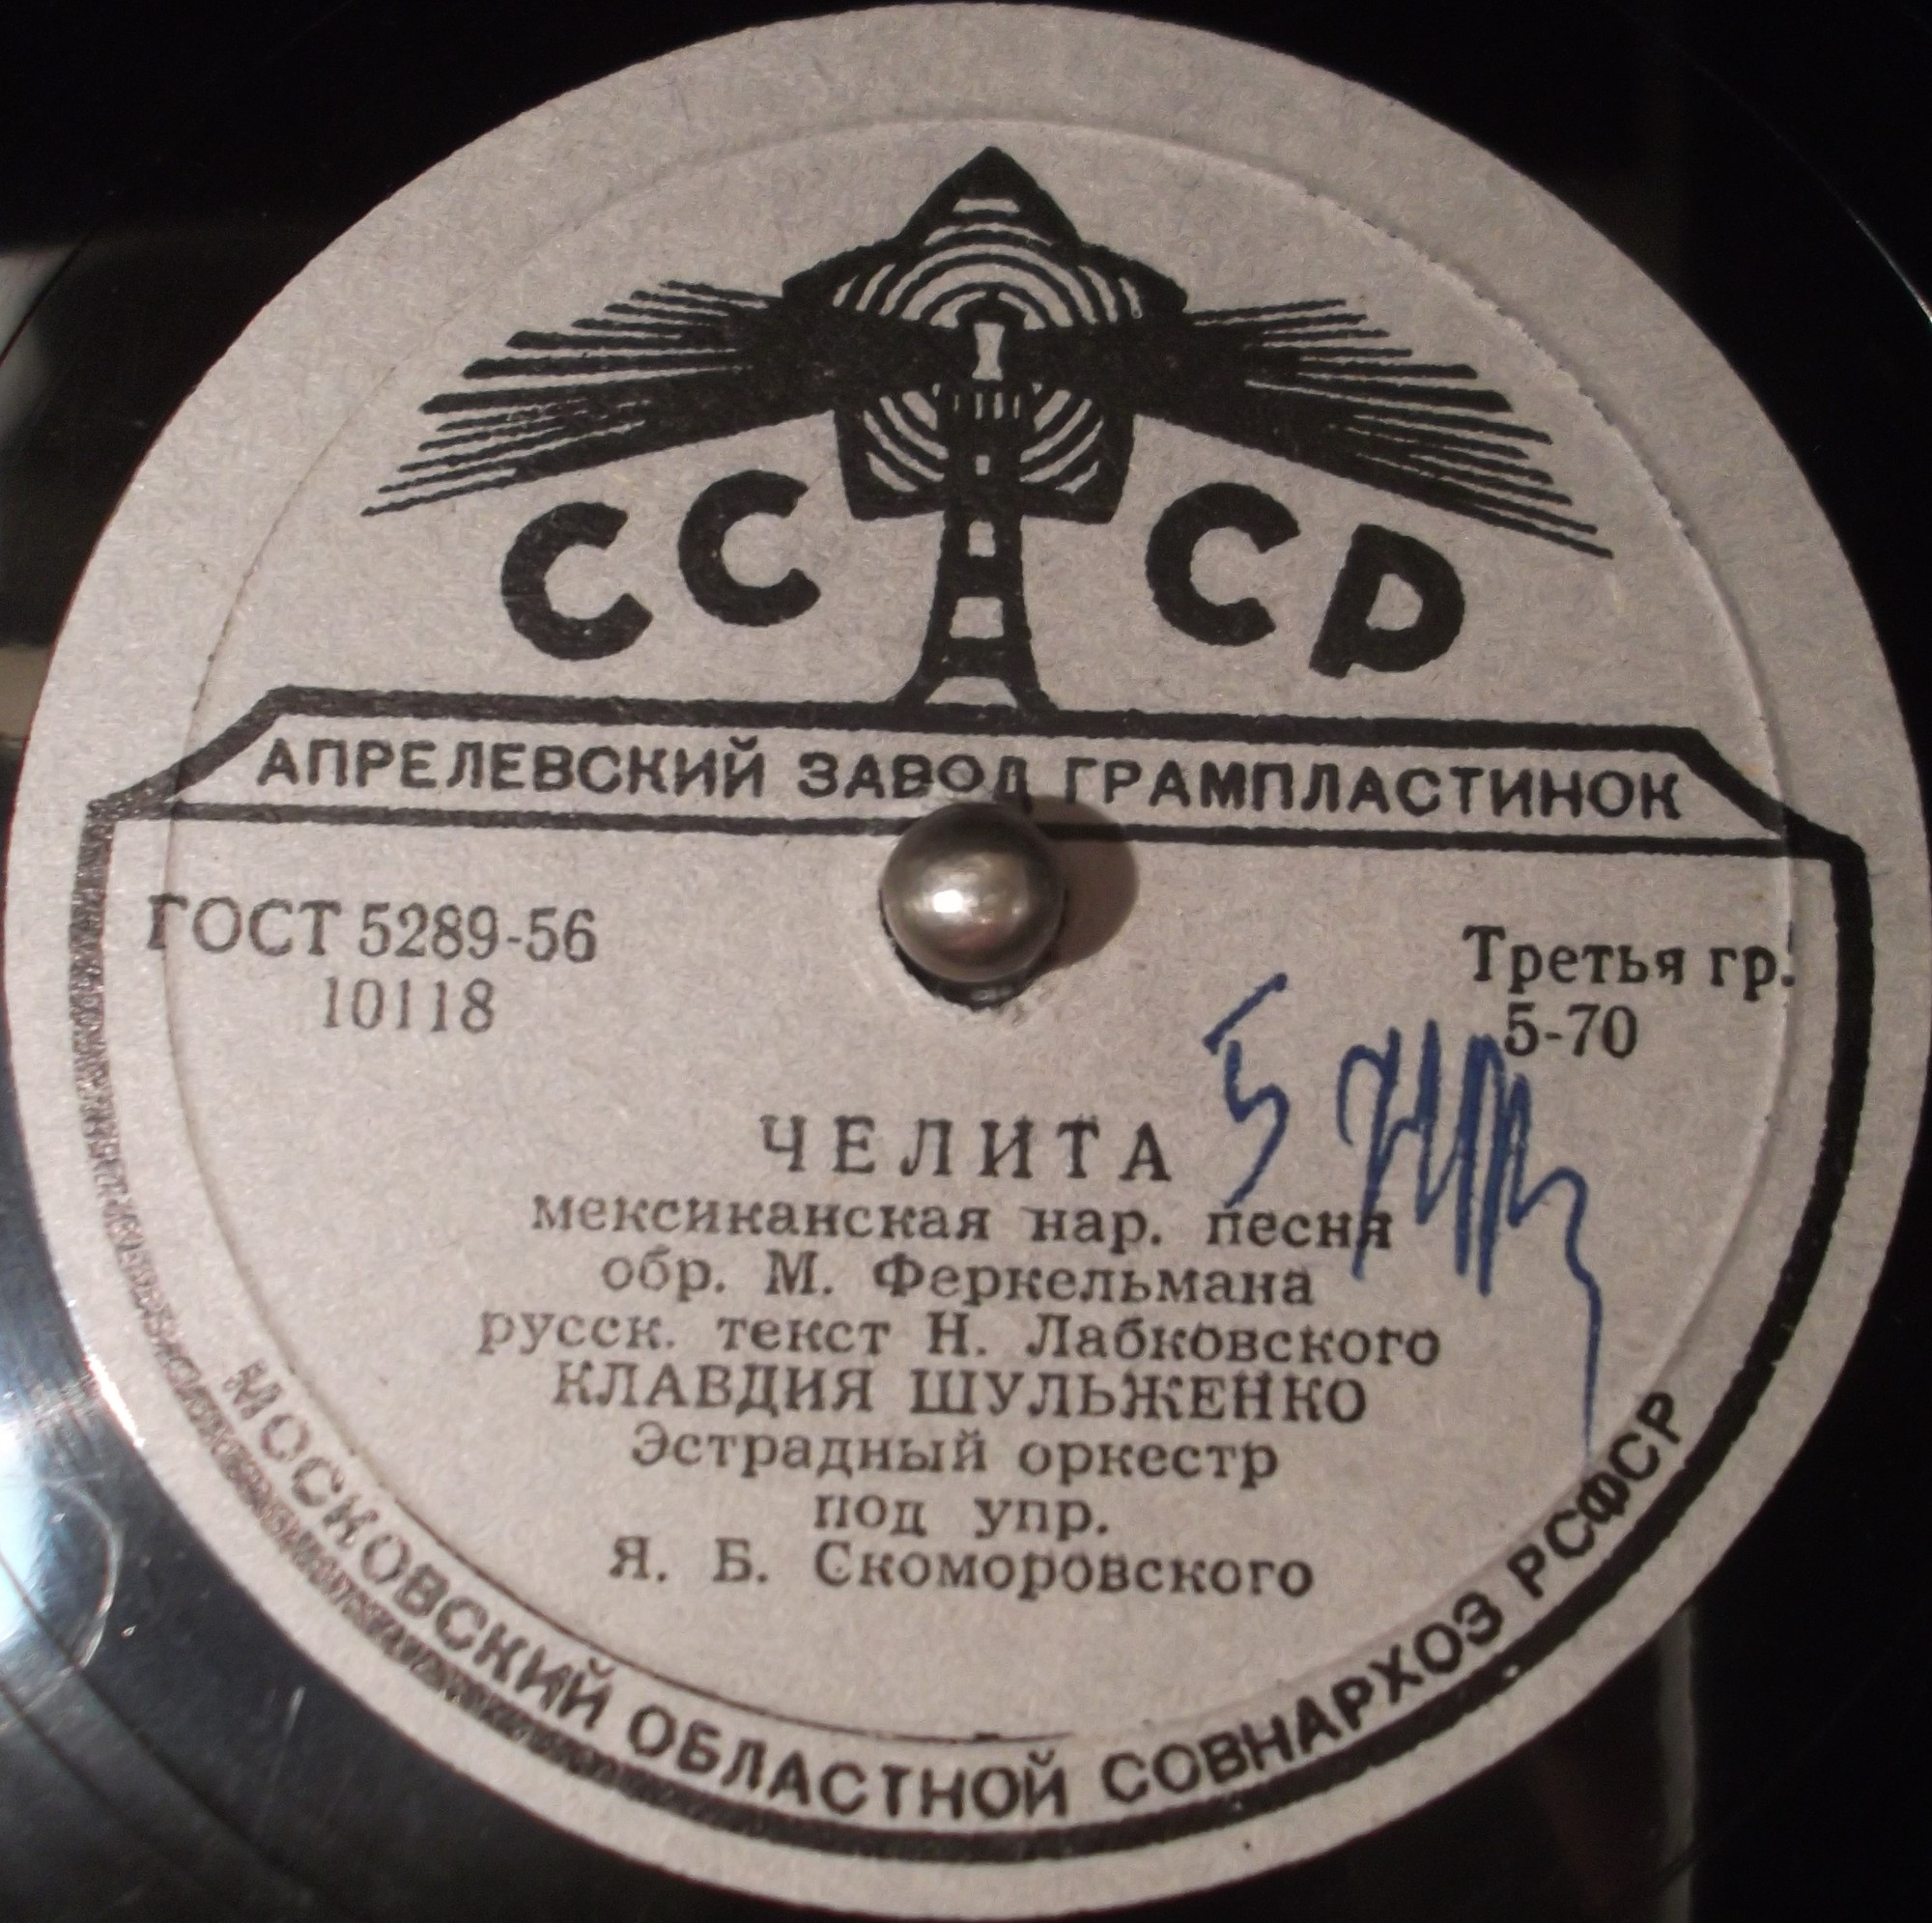 СССР
АПРЕЛЕВСКИЙ ЗАВОД ГРАМПЛАСТИНОК
ГОСТ 5289-56
10118
Третья гр.
5-70
ЧЕЛИТА
мексиканская нар. песня
обр. М. Феркельмана
русск. текст Н. Лабковского
КЛАВДИЯ ШУЛЬЖЕНКО
Эстрадный оркестр
под упр.
Я. Б. Скоморовского
МОСКОВСКИЙ ОБЛАСТНОЙ СОВНАРХОЗ РСФСР